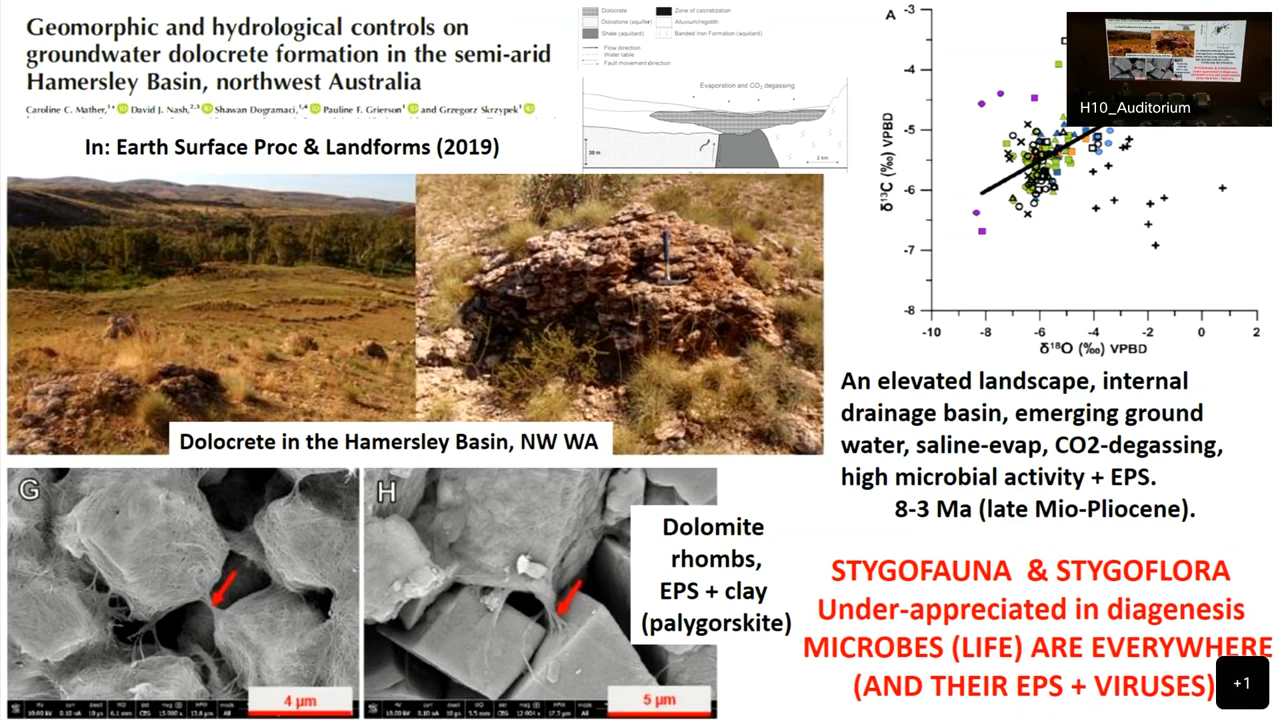 Geomorphic and hydrological controls on
groundwater dolocrete formation in the semi-arid
Hamersley Basin, northwest Australia
Caroline C. Mather, David J. Nash, Shawan Dogramaci, Pauline F. Grierson and Grzegorz Skrzypek
In: Earth Surface Proc & Landforms (2019)
Dolocrete
Zone of calcretization
Dolostone (aquifer)
Alluvium/regolith
Shale (aquitard)
Banded Iron Formation (aquitard)
Flow direction
Water table
Fault movement direction
Evaporation and CO2 degassing
30 m
2 km
A
-3
-4
-5
-6
-7
-8
δ13C (‰) VPBD
-10 -8 -6 -4 -2 0 2
δ18O (‰) VPBD
H10_Auditorium
Dolocrete in the Hamersley Basin, NW WA
An elevated landscape, internal
drainage basin, emerging ground
water, saline-evap, CO2-degassing,
high microbial activity + EPS.
8-3 Ma (late Mio-Pliocene).
G
4 µm
H
5 µm
Dolomite
rhombs,
EPS + clay
(palygorskite)
STYGOFAUNA & STYGOFLORA
Under-appreciated in diagenesis
MICROBES (LIFE) ARE EVERYWHERE
(AND THEIR EPS + VIRUSES)
+1